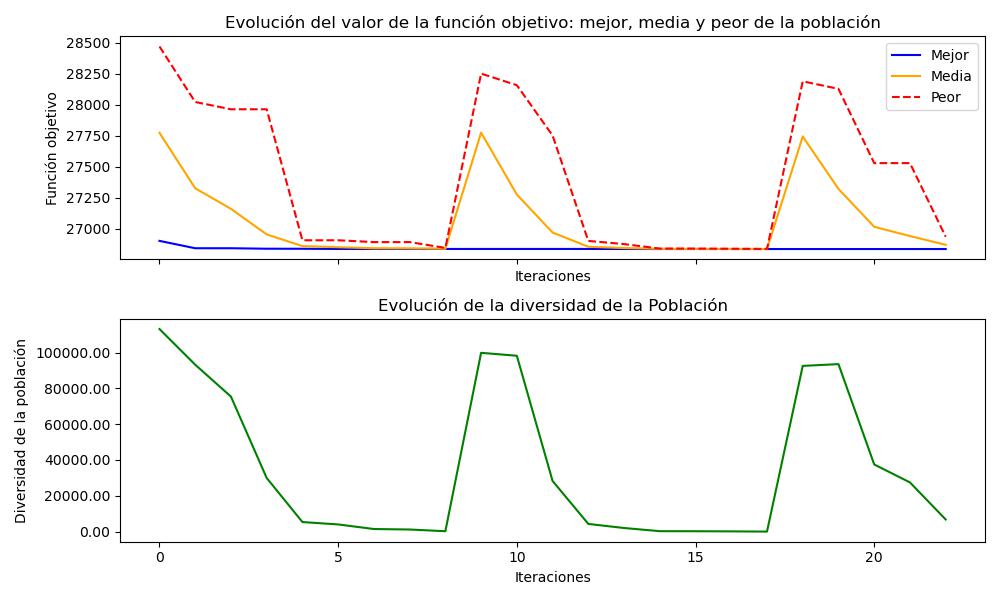 Evolución del valor de la función objetivo: mejor, media y peor de la población
28500
28250
28000
27750
27500
27250
27000
Función objetivo
Mejor
Media
Peor
Iteraciones
Evolución de la diversidad de la Población
100000.00
80000.00
60000.00
40000.00
20000.00
0.00
Diversidad de la población
0
5
10
15
20
Iteraciones